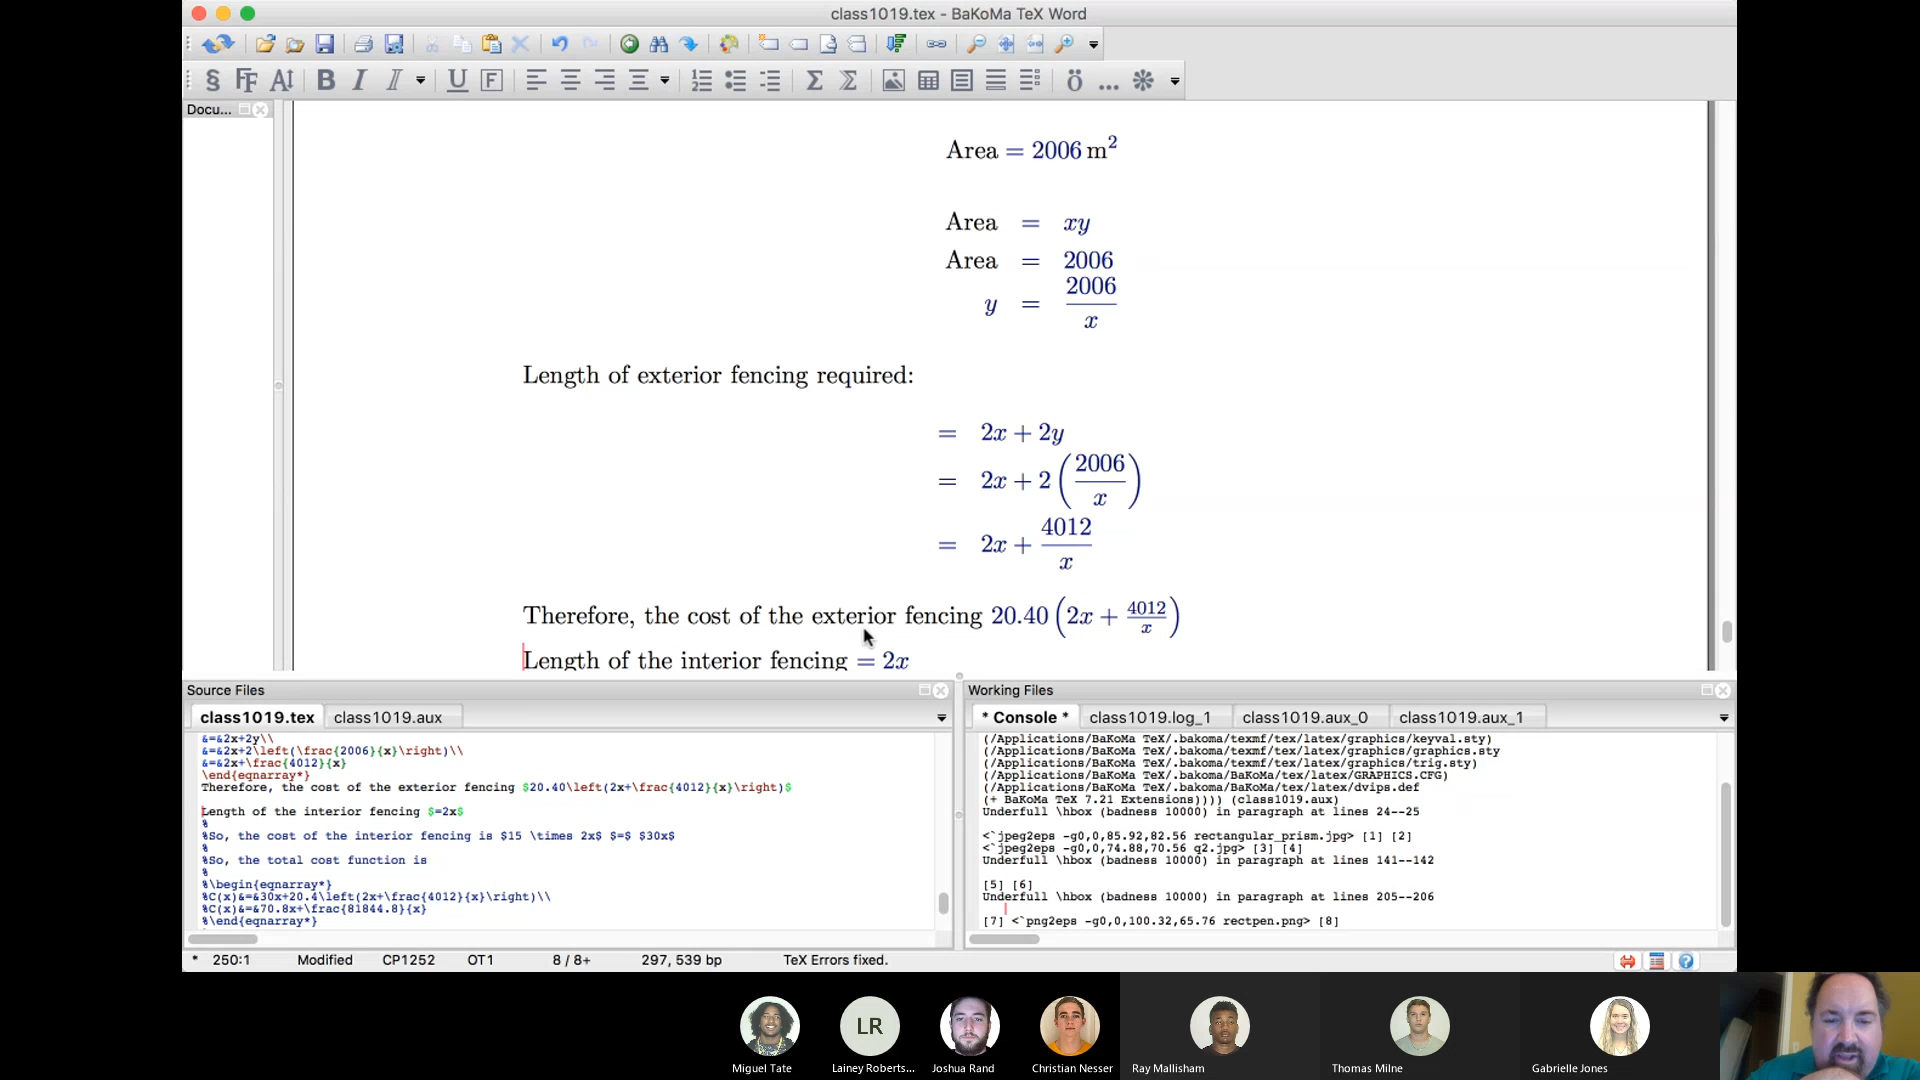 class1019.tex - BaKoMa TeX Word
Docu...
Area = 2006 m²
Area = xy
Area = 2006
y = 2006/x
Length of exterior fencing required:
= 2x + 2y
= 2x + 2(2006/x)
= 2x + 4012/x
Therefore, the cost of the exterior fencing 20.40(2x + 4012/x)
Length of the interior fencing = 2x
Source Files
class1019.tex class1019.aux
&=&2x+2y\\
&=&2x+2\left(\frac{2006}{x}\right)\\
&=&2x+\frac{4012}{x}
\end{eqnarray*}
Therefore, the cost of the exterior fencing $20.40\left(2x+\frac{4012}{x}\right)$
Length of the interior fencing $=2x$
%
%So, the cost of the interior fencing is $15 \times 2x$ $=$ $30x$
%
%So, the total cost function is
%
%\begin{eqnarray*}
%C(x)&=&30x+20.4\left(2x+\frac{4012}{x}\right)\\
%C(x)&=&70.8x+\frac{81844.8}{x}
%\end{eqnarray*}
Working Files
* Console * class1019.log_1 class1019.aux_0 class1019.aux_1
(/Applications/BaKoMa TeX/.bakoma/texmf/tex/latex/graphics/keyval.sty)
(/Applications/BaKoMa TeX/.bakoma/texmf/tex/latex/graphics/graphics.sty
(/Applications/BaKoMa TeX/.bakoma/texmf/tex/latex/graphics/trig.sty)
(/Applications/BaKoMa TeX/.bakoma/BaKoMa/tex/latex/GRAPHICS.CFG)
(/Applications/BaKoMa TeX/.bakoma/texmf/tex/latex/dvips.def
(+ BaKoMa TeX 7.21 Extensions)))) (class1019.aux)
Underfull \hbox (badness 10000) in paragraph at lines 24--25
<`jpeg2eps -g0,0,85.92,82.56 rectangular_prism.jpg> [1] [2]
<`jpeg2eps -g0,0,74.88,70.56 q2.jpg> [3] [4]
Underfull \hbox (badness 10000) in paragraph at lines 141--142
[5] [6]
Underfull \hbox (badness 10000) in paragraph at lines 205--206
[7] <`png2eps -g0,0,100.32,65.76 rectpen.png> [8]
* 250:1 Modified CP1252 OT1 8 / 8+ 297, 539 bp TeX Errors fixed.
LR
Miguel Tate Lainey Roberts... Joshua Rand Christian Nesser Ray Mallisham Thomas Milne Gabrielle Jones